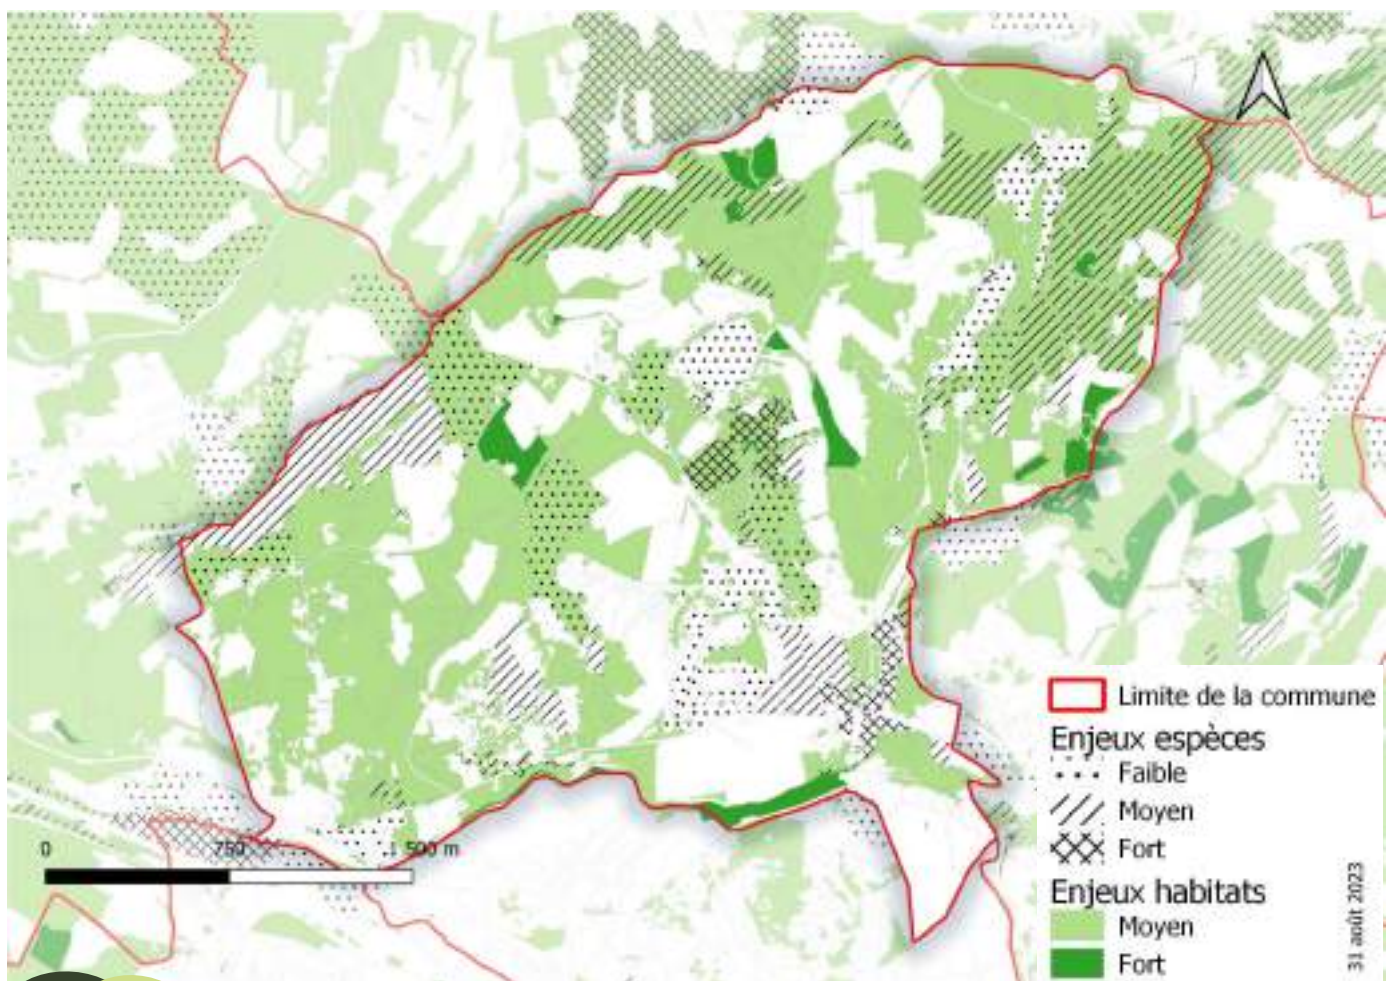 Limite de la commune
Enjeux espèces
Faible
Moyen
Fort
Enjeux habitats
Moyen
Fort
0 750 1 500 m
31 août 2023